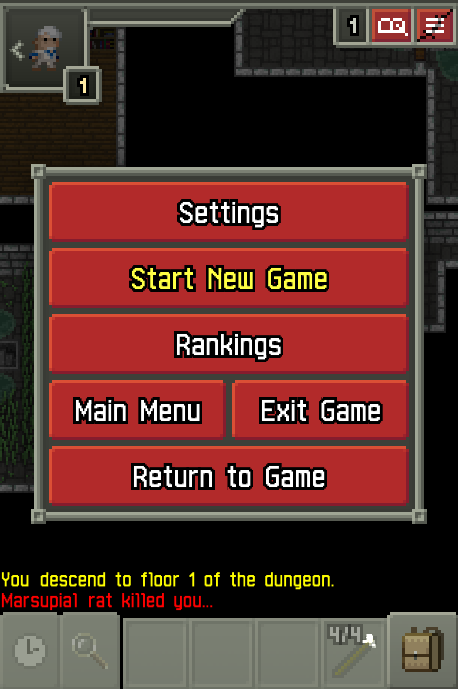 1
1
Settings
Start New Game
Rankings
Main Menu
Exit Game
Return to Game
You descend to floor 1 of the dungeon.
Marsupial rat killed you...
4/4